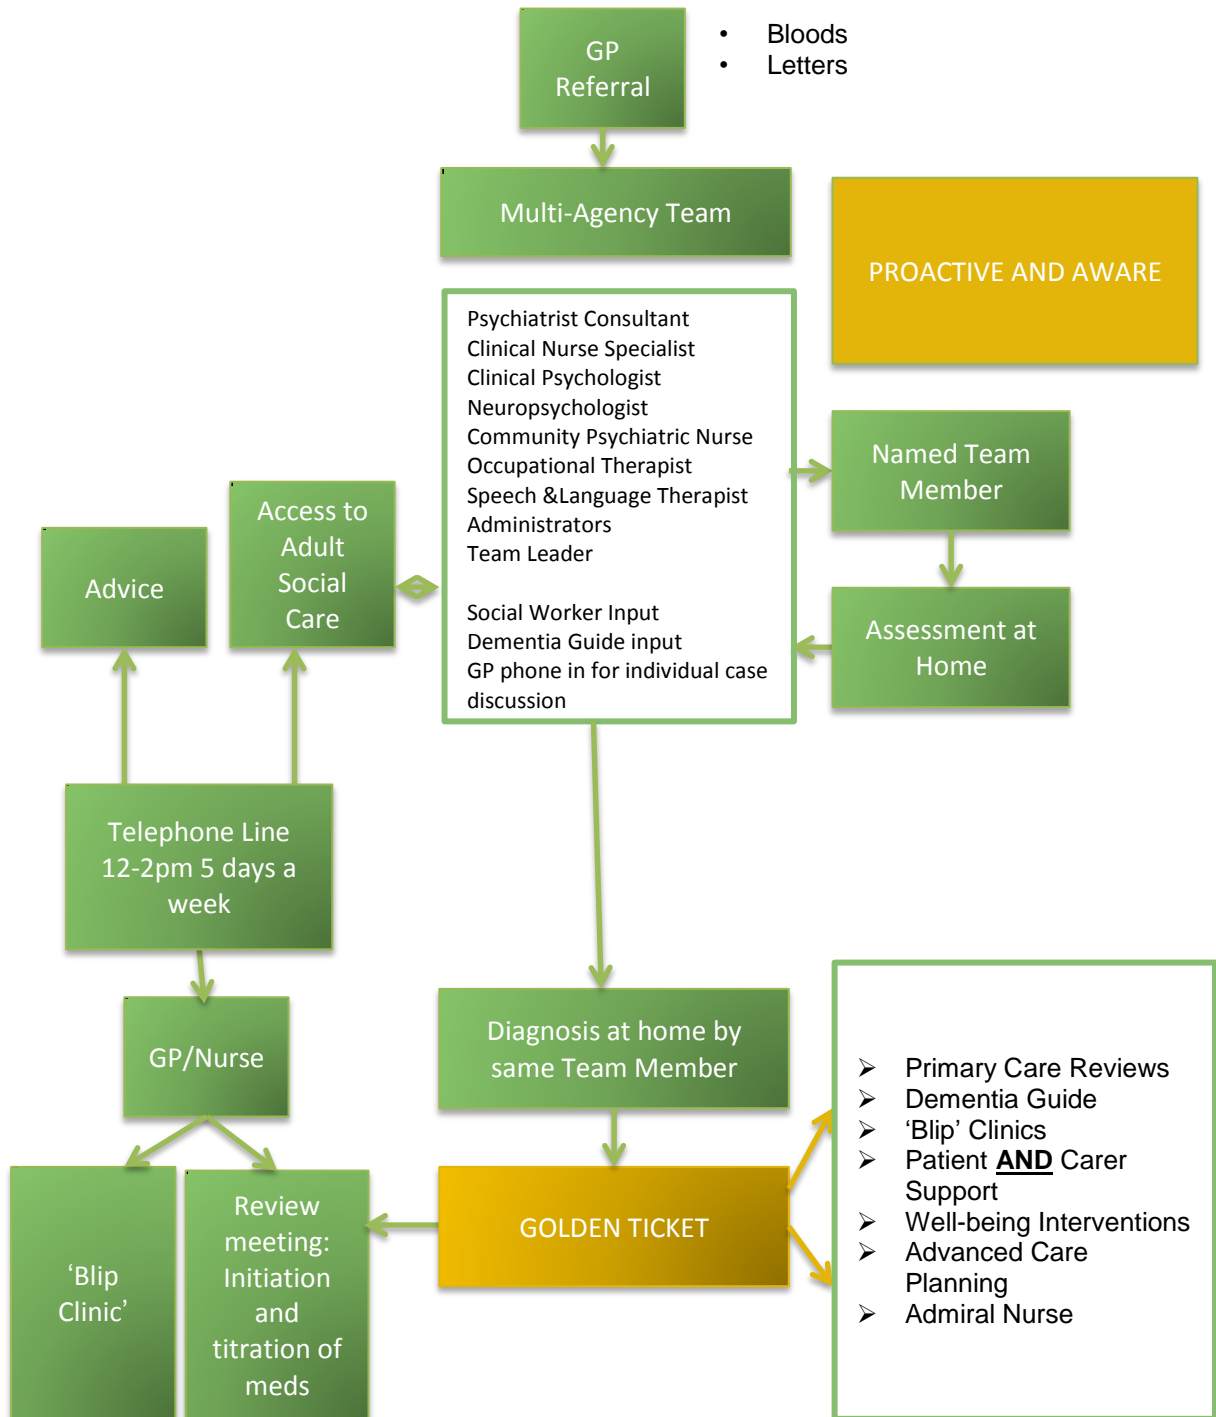 GP
Referral
• Bloods
• Letters
Multi-Agency Team
PROACTIVE AND AWARE
Psychiatrist Consultant
Clinical Nurse Specialist
Clinical Psychologist
Neuropsychologist
Community Psychiatric Nurse
Occupational Therapist
Speech &Language Therapist
Administrators
Team Leader
Social Worker Input
Dementia Guide input
GP phone in for individual case
discussion
Named Team
Member
Assessment at
Home
Access to
Adult
Social
Care
Advice
Telephone Line
12-2pm 5 days a
week
GP/Nurse
Diagnosis at home by
same Team Member
‘Blip
Clinic’
Review
meeting:
Initiation
and
titration of
meds
GOLDEN TICKET
➢ Primary Care Reviews
➢ Dementia Guide
➢ ‘Blip’ Clinics
➢ Patient AND Carer
Support
➢ Well-being Interventions
➢ Advanced Care
Planning
➢ Admiral Nurse